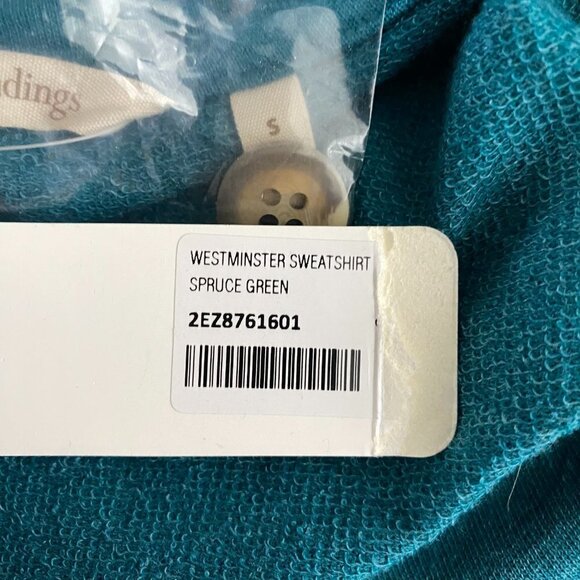 dings
S
WESTMINSTER SWEATSHIRT
SPRUCE GREEN
2EZ8761601